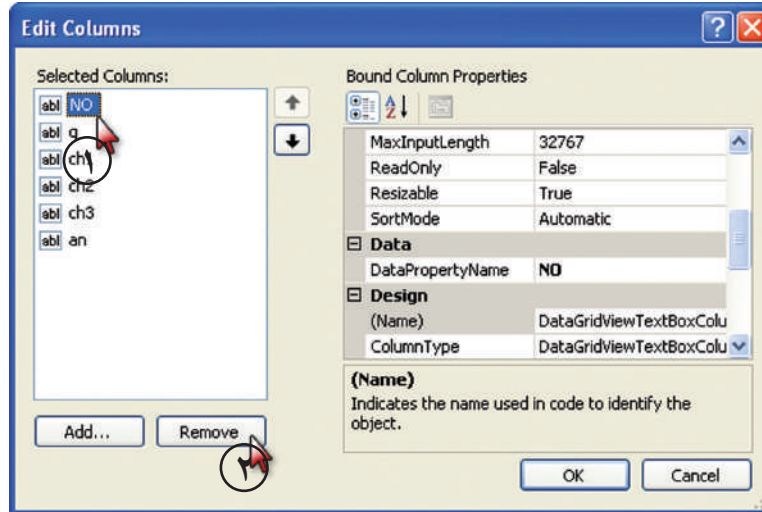 Edit Columns
Selected Columns:
NO
q
ch1
ch2
ch3
an
Add...
Remove
۱
۲
Bound Column Properties
MaxInputLength 32767
ReadOnly False
Resizable True
SortMode Automatic
Data
DataPropertyName NO
Design
(Name) DataGridViewTextBoxColu
ColumnType DataGridViewTextBoxColu
(Name)
Indicates the name used in code to identify the
object.
OK
Cancel